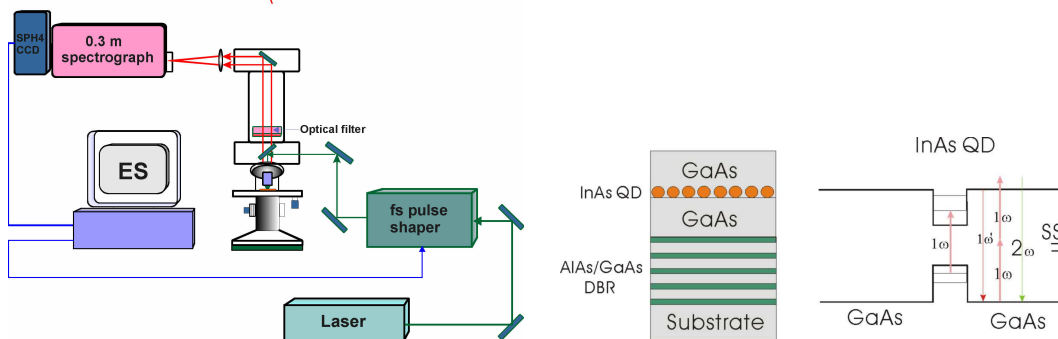 SPH4
CCD
0.3 m
spectrograph
Optical filter
ES
fs pulse
shaper
Laser
GaAs
InAs QD
GaAs
AlAs/GaAs
DBR
Substrate
InAs QD
1ω
1ω'
1ω
1ω
2ω
GaAs
GaAs